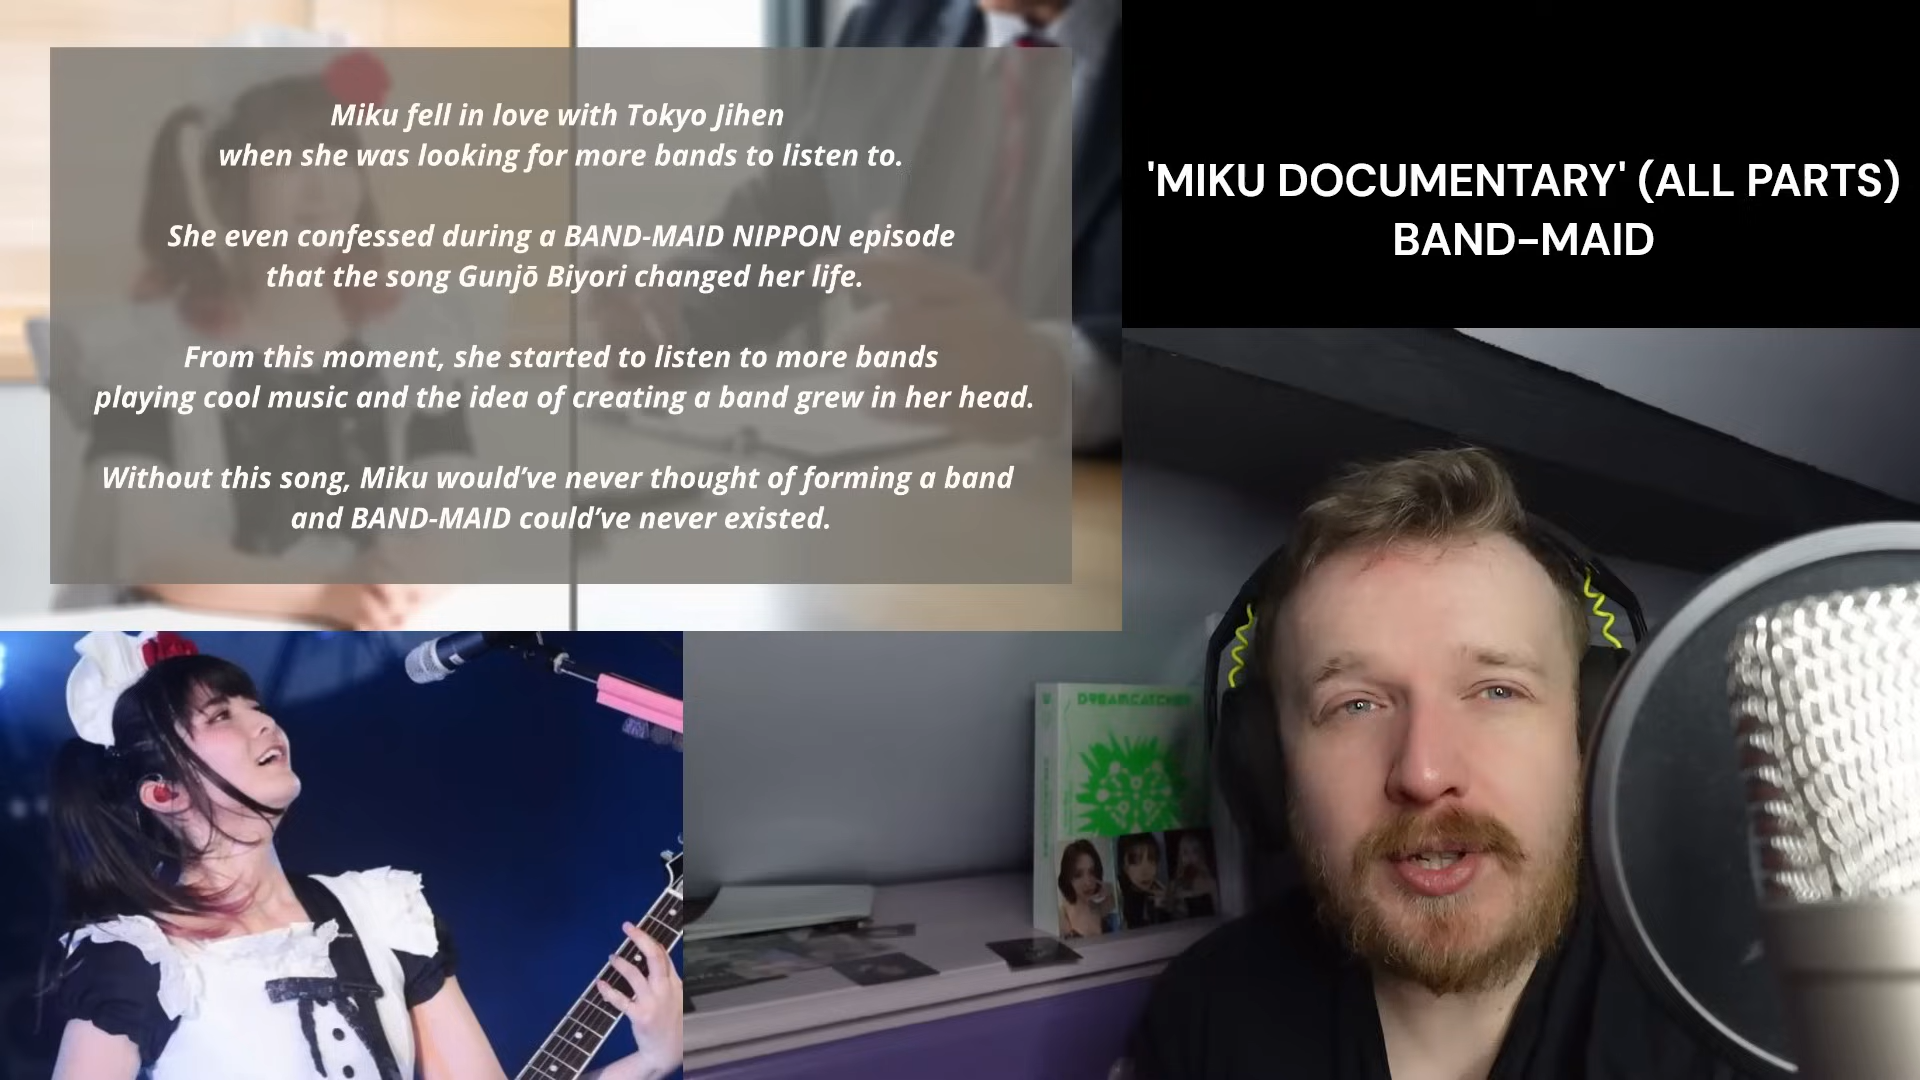 Miku fell in love with Tokyo Jihen
when she was looking for more bands to listen to.
She even confessed during a BAND-MAID NIPPON episode
that the song Gunjō Biyori changed her life.
From this moment, she started to listen to more bands
playing cool music and the idea of creating a band grew in her head.
Without this song, Miku would’ve never thought of forming a band
and BAND-MAID could’ve never existed.
'MIKU DOCUMENTARY' (ALL PARTS)
BAND-MAID
DREAMCATCHER